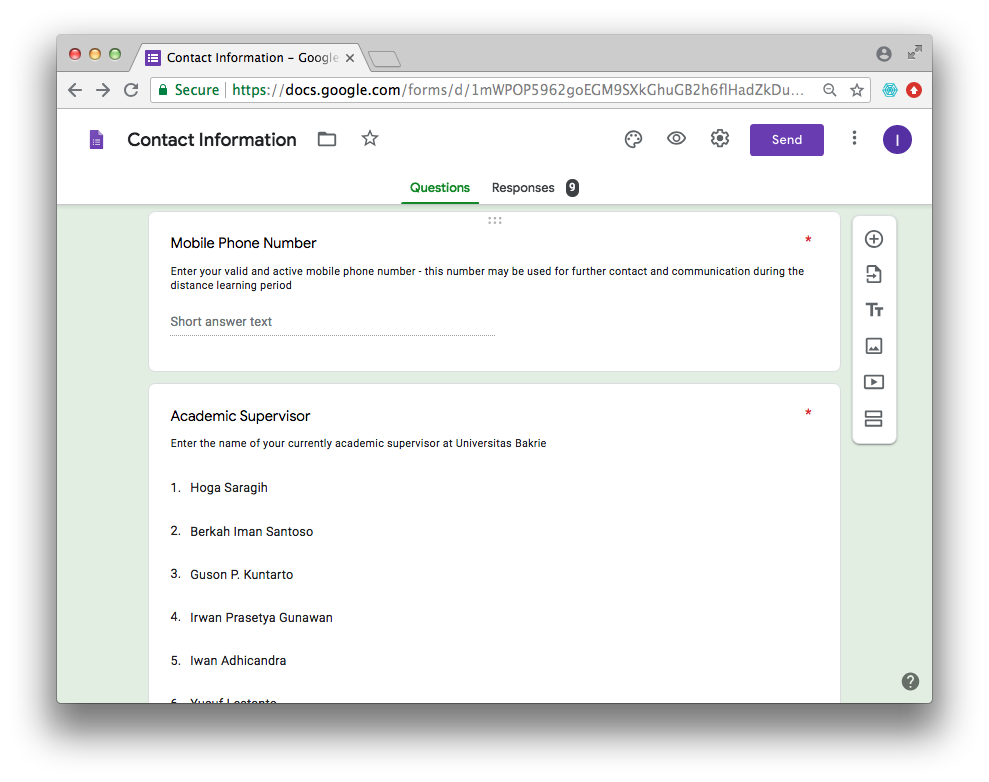 Contact Information – Google
Secure https://docs.google.com/forms/d/1mWPOP5962goEGM9SXkGhuGB2h6flHadZkDu...
Contact Information
Send
I
Questions Responses 9
Mobile Phone Number *
Enter your valid and active mobile phone number - this number may be used for further contact and communication during the
distance learning period
Short answer text
Tт
Academic Supervisor *
Enter the name of your currently academic supervisor at Universitas Bakrie
1. Hoga Saragih
2. Berkah Iman Santoso
3. Guson P. Kuntarto
4. Irwan Prasetya Gunawan
5. Iwan Adhicandra
6. Yusuf